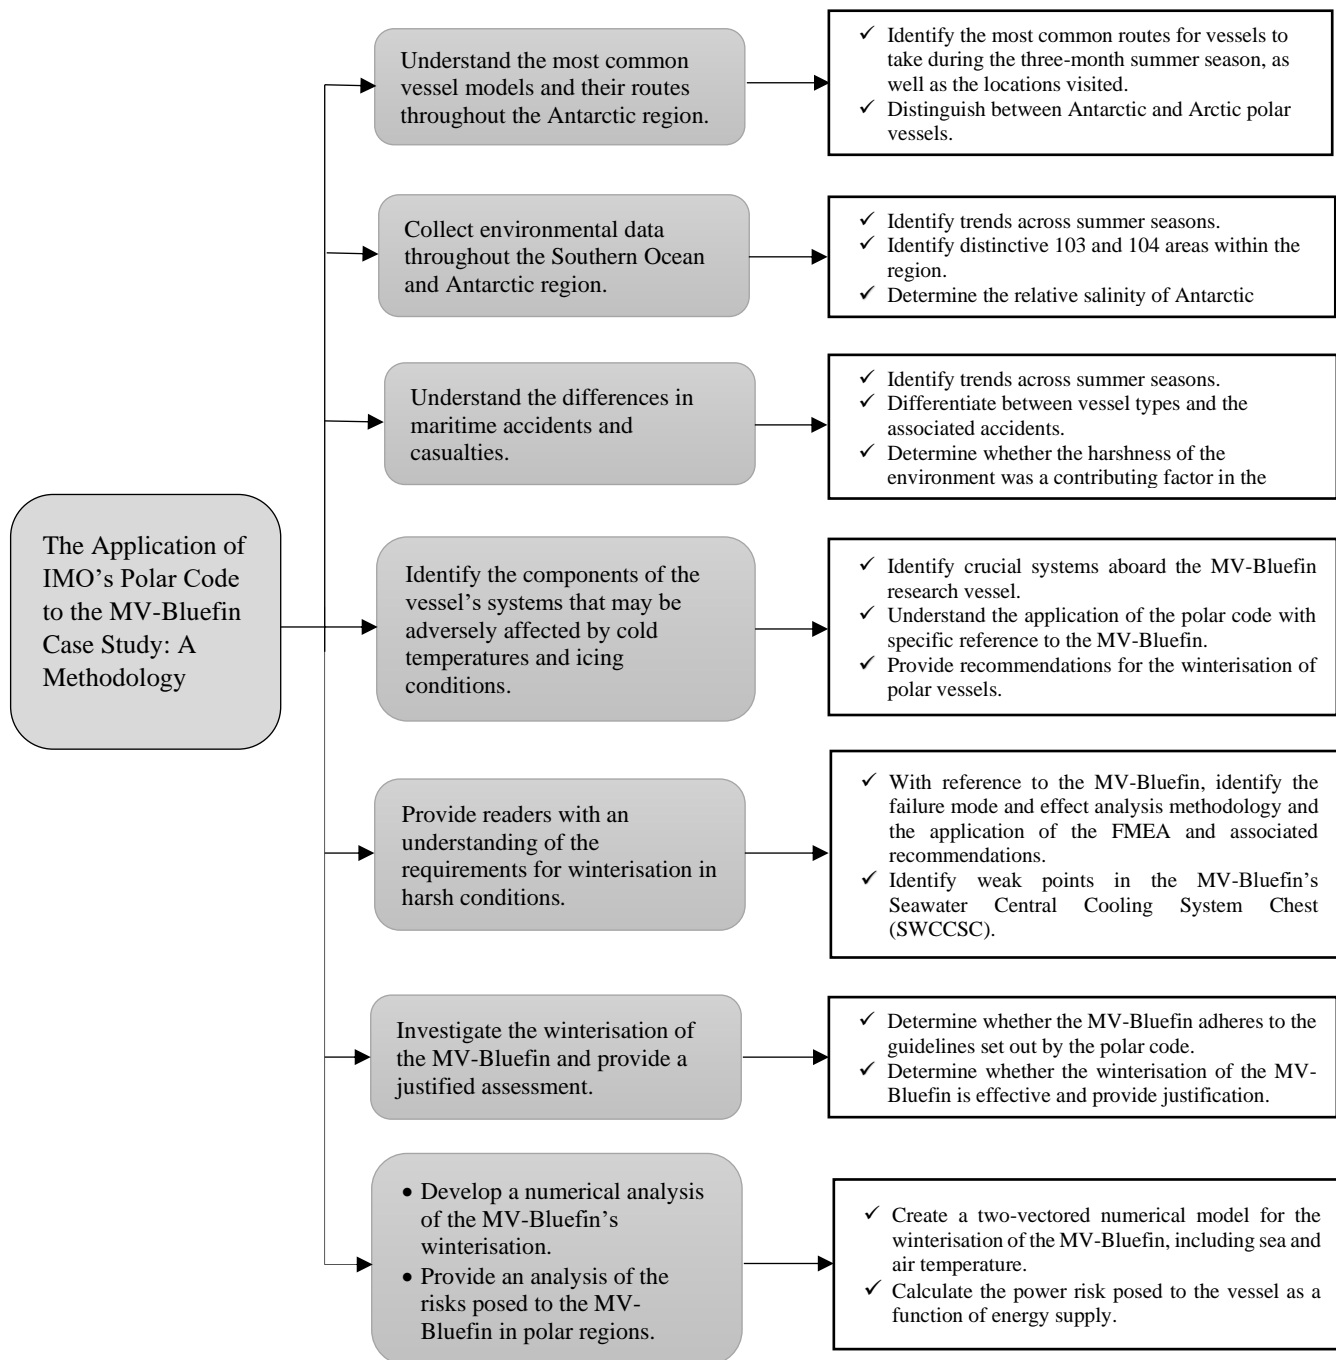 The Application of
IMO’s Polar Code
to the MV-Bluefin
Case Study: A
Methodology
Understand the most common
vessel models and their routes
throughout the Antarctic region.
✓ Identify the most common routes for vessels to
take during the three-month summer season, as
well as the locations visited.
✓ Distinguish between Antarctic and Arctic polar
vessels.
Collect environmental data
throughout the Southern Ocean
and Antarctic region.
✓ Identify trends across summer seasons.
✓ Identify distinctive 103 and 104 areas within the
region.
✓ Determine the relative salinity of Antarctic
Understand the differences in
maritime accidents and
casualties.
✓ Identify trends across summer seasons.
✓ Differentiate between vessel types and the
associated accidents.
✓ Determine whether the harshness of the
environment was a contributing factor in the
Identify the components of the
vessel’s systems that may be
adversely affected by cold
temperatures and icing
conditions.
✓ Identify crucial systems aboard the MV-Bluefin
research vessel.
✓ Understand the application of the polar code with
specific reference to the MV-Bluefin.
✓ Provide recommendations for the winterisation of
polar vessels.
Provide readers with an
understanding of the
requirements for winterisation in
harsh conditions.
✓ With reference to the MV-Bluefin, identify the
failure mode and effect analysis methodology and
the application of the FMEA and associated
recommendations.
✓ Identify weak points in the MV-Bluefin’s
Seawater Central Cooling System Chest
(SWCCSC).
Investigate the winterisation of
the MV-Bluefin and provide a
justified assessment.
✓ Determine whether the MV-Bluefin adheres to the
guidelines set out by the polar code.
✓ Determine whether the winterisation of the MV-
Bluefin is effective and provide justification.
• Develop a numerical analysis
of the MV-Bluefin’s
winterisation.
• Provide an analysis of the
risks posed to the MV-
Bluefin in polar regions.
✓ Create a two-vectored numerical model for the
winterisation of the MV-Bluefin, including sea and
air temperature.
✓ Calculate the power risk posed to the vessel as a
function of energy supply.